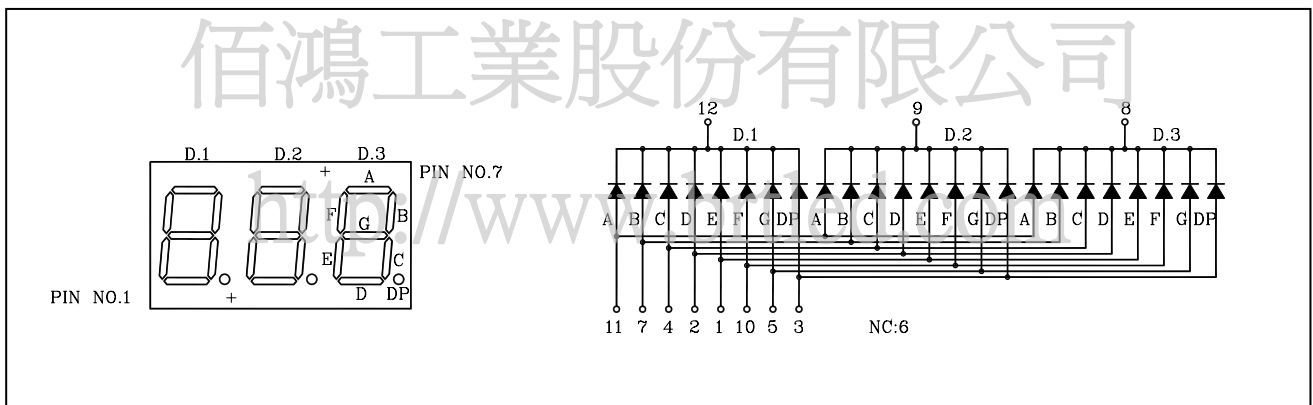 佰鴻工業股份有限公司
http://www.brtled.com
D.1 D.2 D.3
+ A PIN NO.7
F B
G
E C
D DP
PIN NO.1 +
12 9 8
D.1 D.2 D.3
A B C D E F G DP A B C D E F G DP A B C D E F G DP
11 7 4 2 1 10 5 3 NC:6